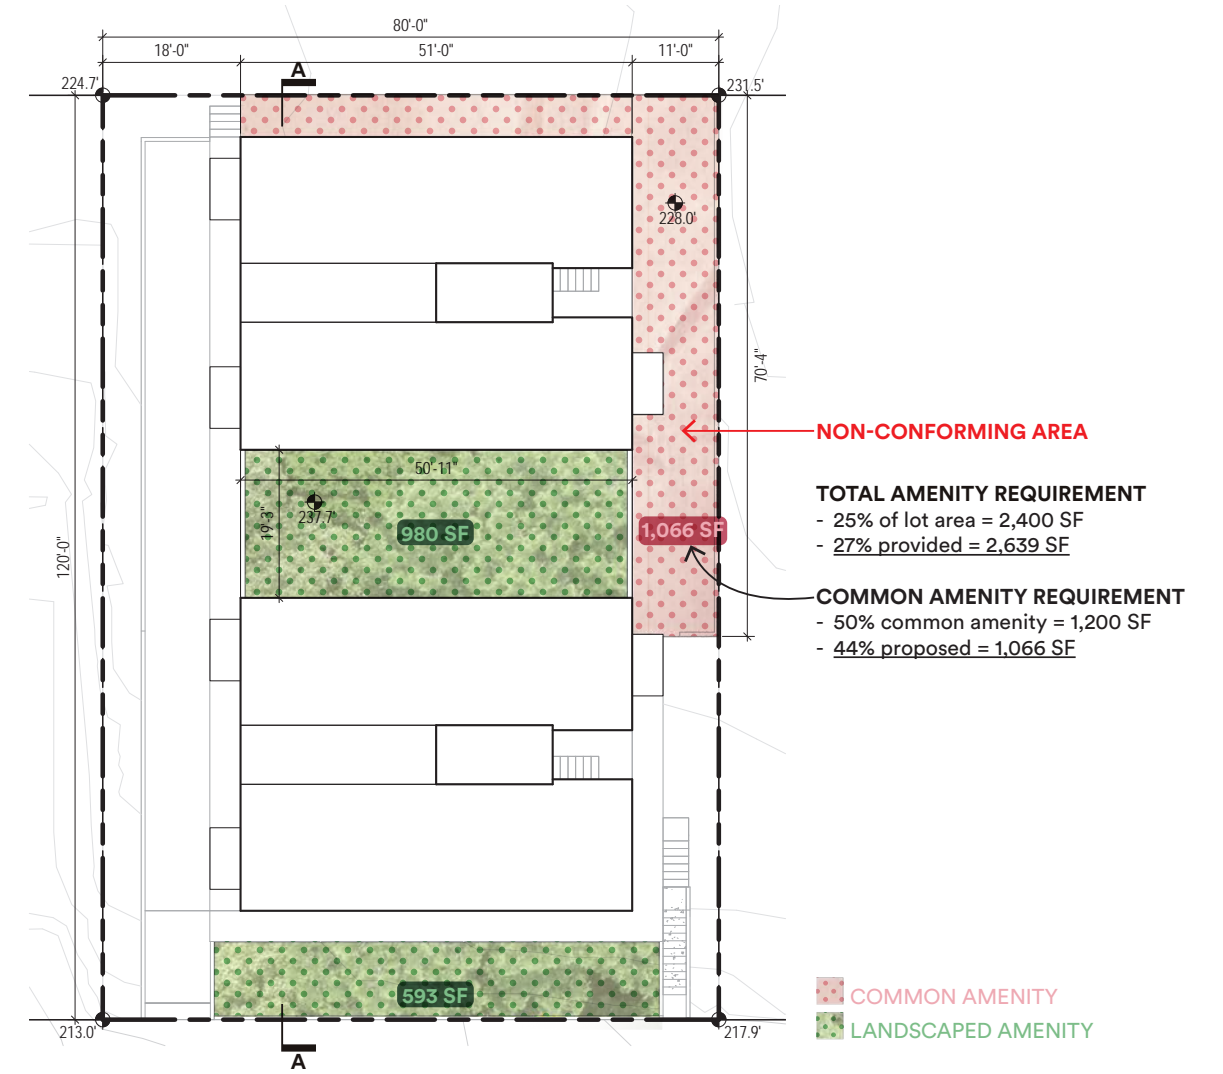 80'-0"
18'-0"
51'-0"
11'-0"
A
224.7'
231.5'
228.0'
70'-4"
NON-CONFORMING AREA
50'-11"
19'-3"
237.7'
980 SF
1,066 SF
TOTAL AMENITY REQUIREMENT
- 25% of lot area = 2,400 SF
- 27% provided = 2,639 SF
120'-0"
COMMON AMENITY REQUIREMENT
- 50% common amenity = 1,200 SF
- 44% proposed = 1,066 SF
593 SF
COMMON AMENITY
LANDSCAPED AMENITY
213.0'
217.9'
A